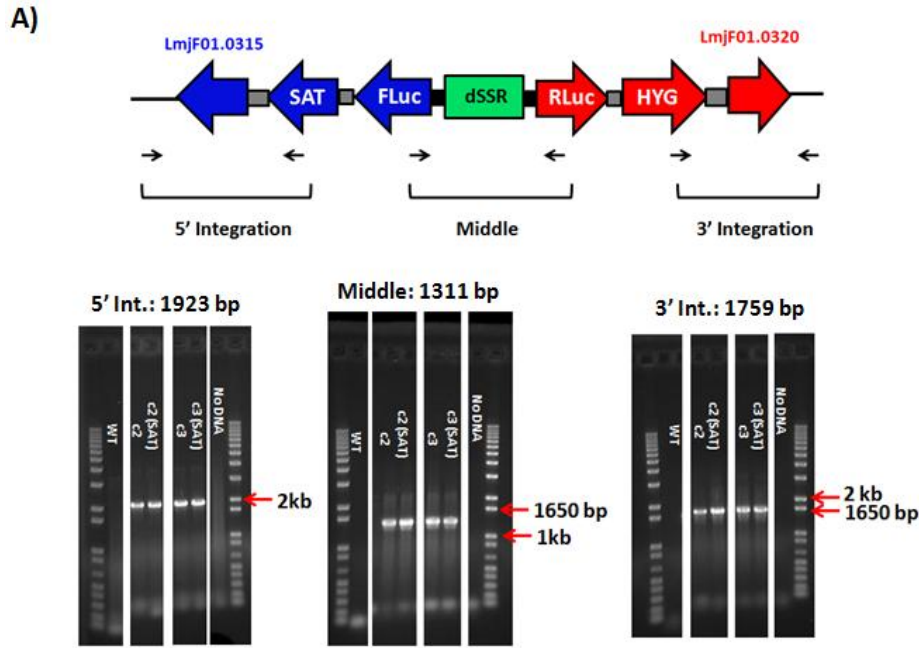 A)
LmjF01.0315
LmjF01.0320
SAT
FLuc
dSSR
RLuc
HYG
5' Integration
Middle
3' Integration
5' Int.: 1923 bp
WT
c2
c2 (SAT)
c3
c3 (SAT)
No DNA
2kb
Middle: 1311 bp
WT
c2
c2 (SAT)
c3
c3 (SAT)
No DNA
1650 bp
1kb
3' Int.: 1759 bp
WT
c2
c2 (SAT)
c3
c3 (SAT)
No DNA
2 kb
1650 bp